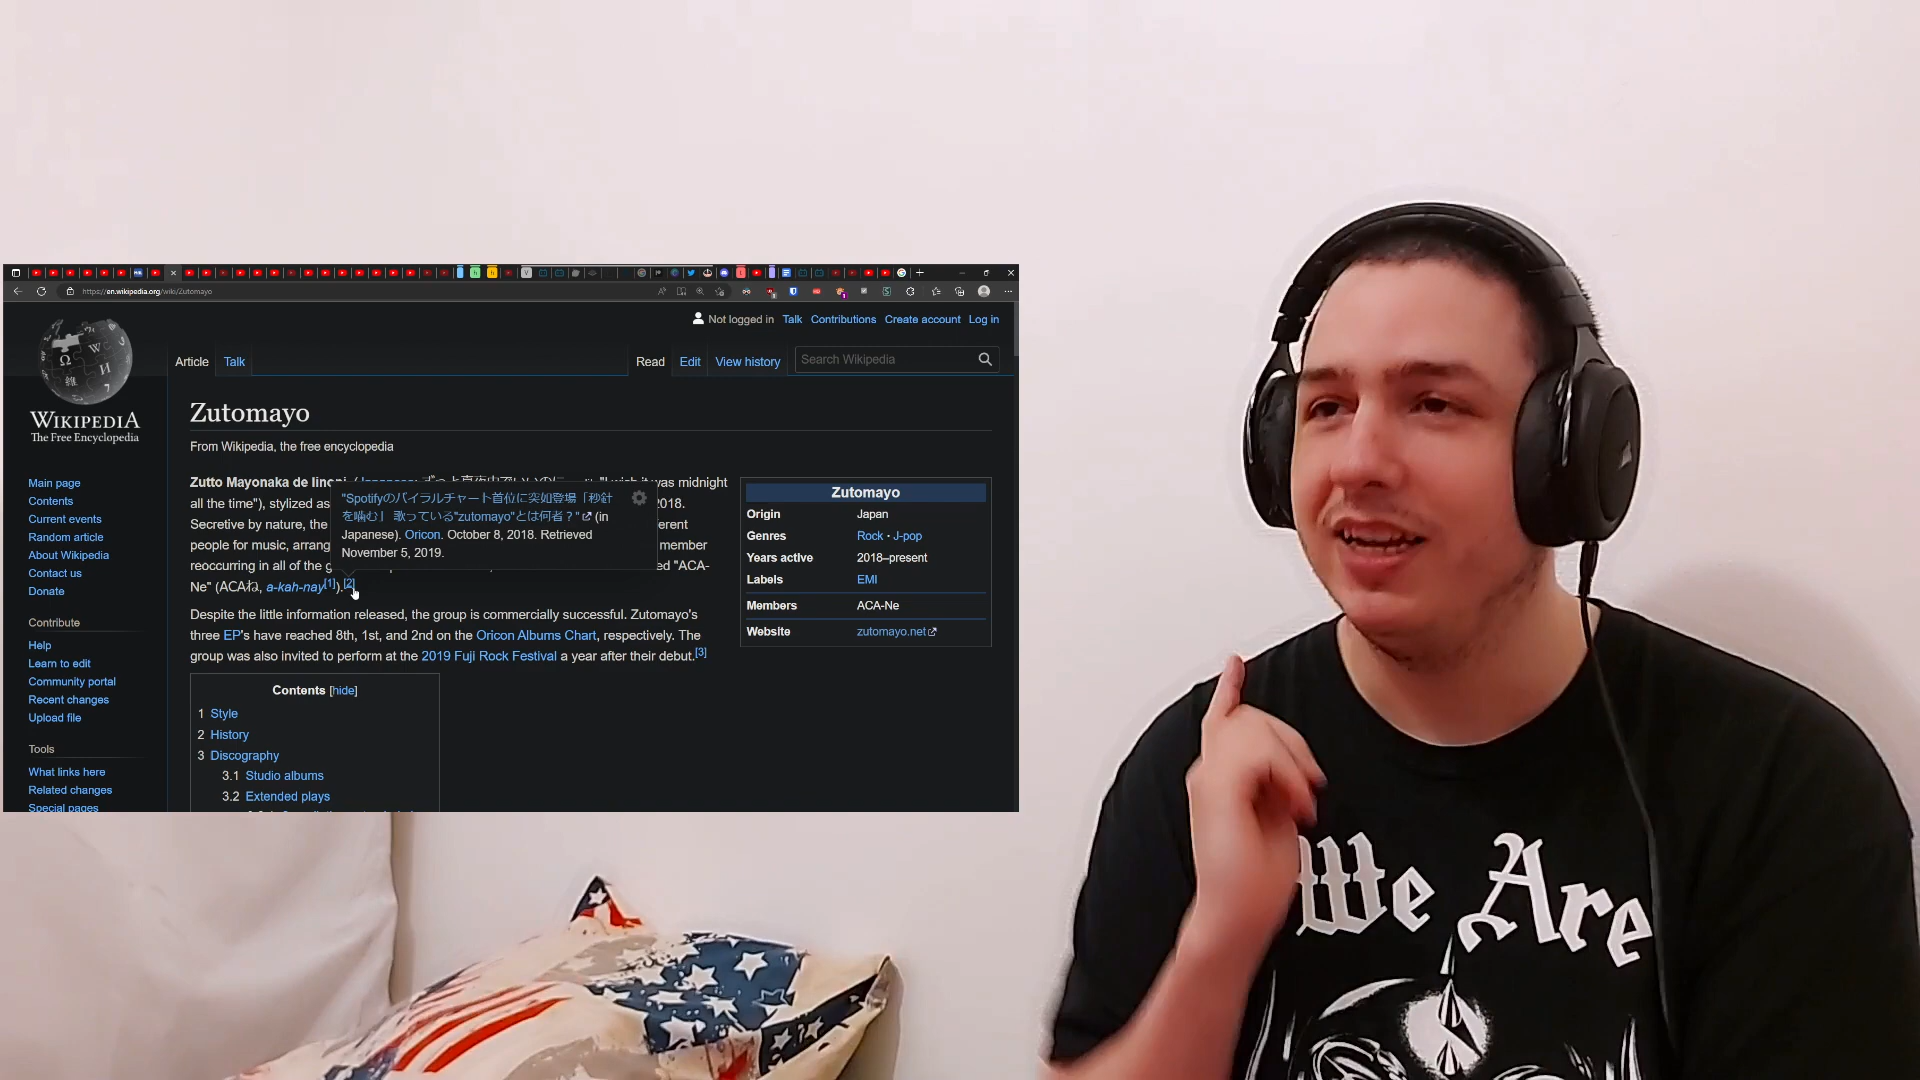 https://en.wikipedia.org/wiki/Zutomayo
Not logged in Talk Contributions Create account Log in
Article Talk
Read Edit View history Search Wikipedia
WIKIPEDIA
The Free Encyclopedia
Main page
Contents
Current events
Random article
About Wikipedia
Contact us
Donate
Contribute
Help
Learn to edit
Community portal
Recent changes
Upload file
Tools
What links here
Related changes
Special pages
Zutomayo
From Wikipedia, the free encyclopedia
Zutto Mayonaka de Iinoni wish it was midnight
all the time"), stylized as 2018.
Secretive by nature, the
people for music, member
reoccurring in all of the "ACA-
Ne" (ACAね, a-kah-nay[1]).[2]
"Spotifyのバイラルチャート首位に突如登場「秒針
を噛む」 歌っている"zutomayo"とは何者？" (in
Japanese). Oricon. October 8, 2018. Retrieved
November 5, 2019.
Despite the little information released, the group is commercially successful. Zutomayo's
three EP's have reached 8th, 1st, and 2nd on the Oricon Albums Chart, respectively. The
group was also invited to perform at the 2019 Fuji Rock Festival a year after their debut.[3]
Contents [hide]
1 Style
2 History
3 Discography
3.1 Studio albums
3.2 Extended plays
Zutomayo
Origin Japan
Genres Rock · J-pop
Years active 2018–present
Labels EMI
Members ACA-Ne
Website zutomayo.net
We Are